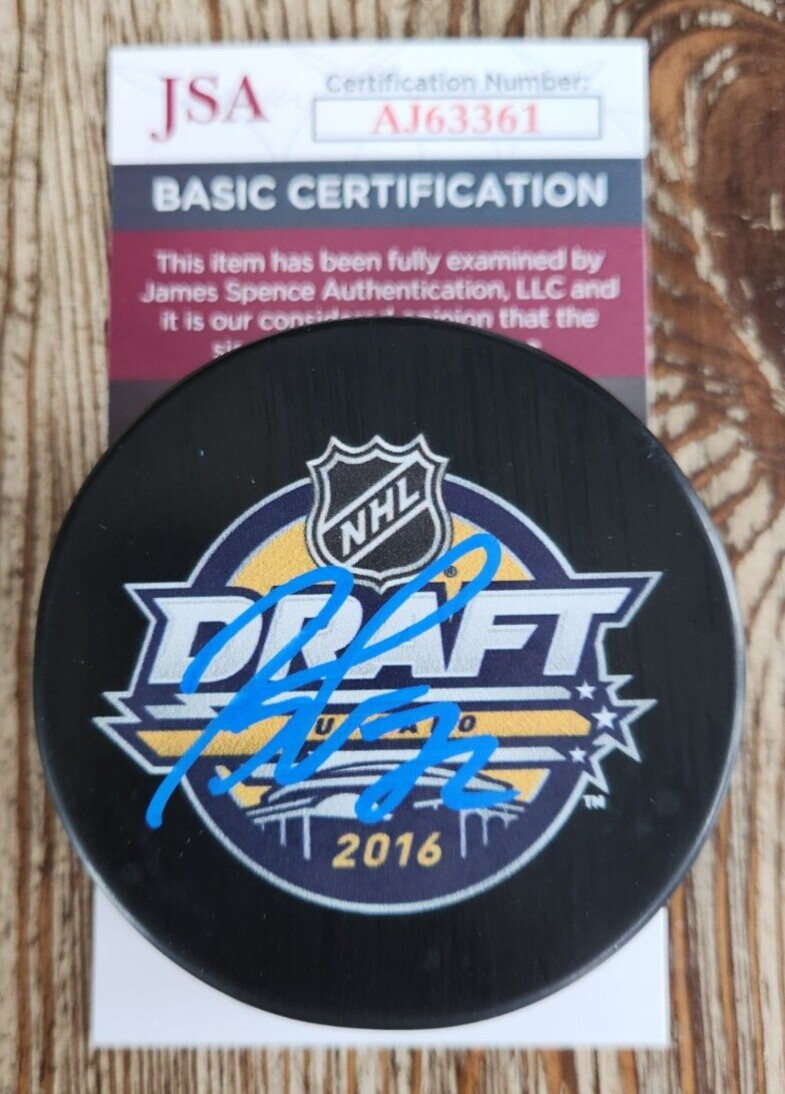 JSA
Certification Number:
AJ63361
BASIC CERTIFICATION
This item has been fully examined by
James Spence Authentication, LLC and
it is our opinion that the
NHL
®
DRAFT
2016
TM